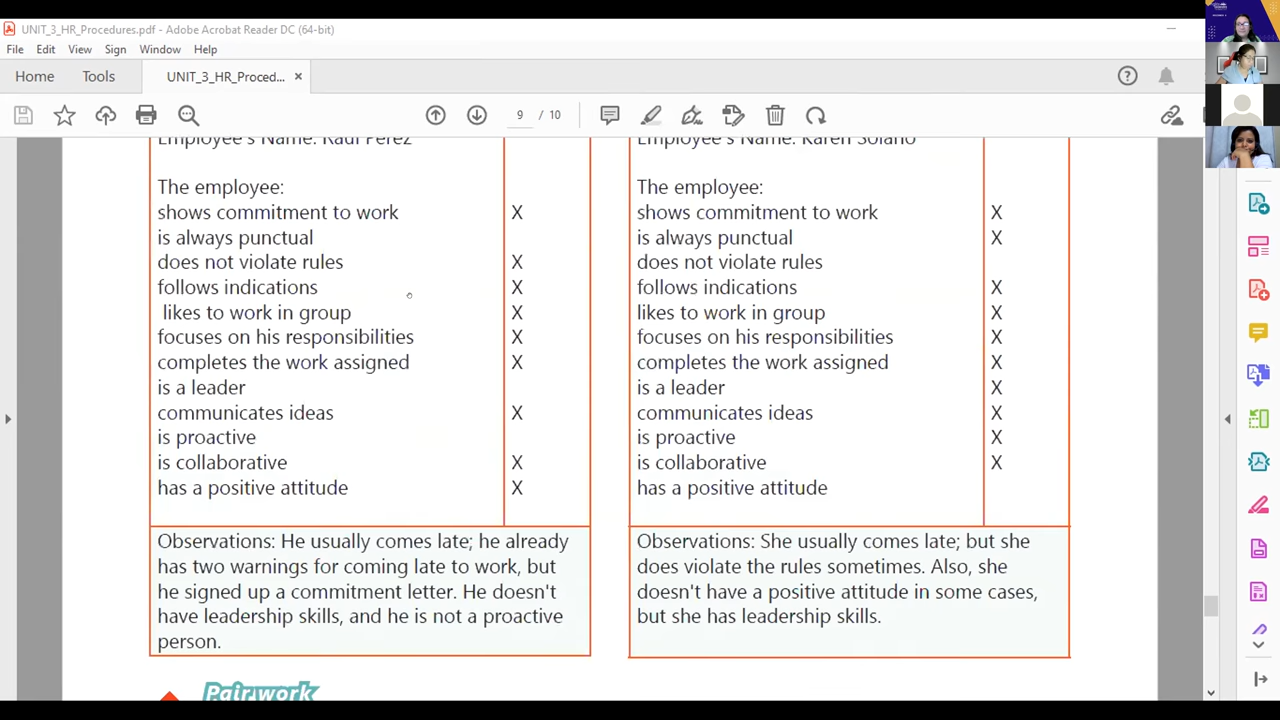 UNIT_3_HR_Procedures.pdf - Adobe Acrobat Reader DC (64-bit)
File Edit View Sign Window Help
Home Tools UNIT_3_HR_Proced... ×
9 / 10
Employee's Name: Raul Perez
The employee:
shows commitment to work X
is always punctual
does not violate rules X
follows indications X
likes to work in group X
focuses on his responsibilities X
completes the work assigned X
is a leader
communicates ideas X
is proactive
is collaborative X
has a positive attitude X
Observations: He usually comes late; he already
has two warnings for coming late to work, but
he signed up a commitment letter. He doesn't
have leadership skills, and he is not a proactive
person.
Employee's Name: Karen Solano
The employee:
shows commitment to work X
is always punctual X
does not violate rules
follows indications X
likes to work in group X
focuses on his responsibilities X
completes the work assigned X
is a leader X
communicates ideas X
is proactive X
is collaborative X
has a positive attitude
Observations: She usually comes late; but she
does violate the rules sometimes. Also, she
doesn't have a positive attitude in some cases,
but she has leadership skills.
Pair work